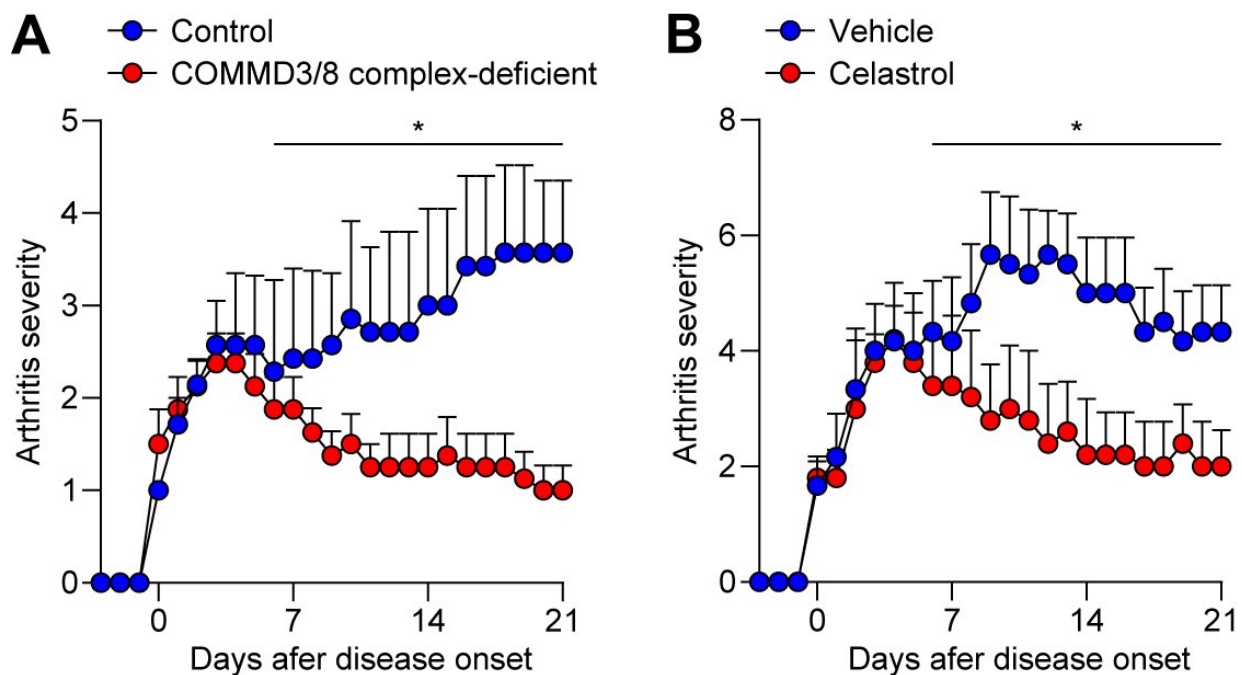 A
Control
COMMD3/8 complex-deficient
5
4
3
2
1
0
*
Arthritis severity
0 7 14 21
Days afer disease onset
B
Vehicle
Celastrol
8
6
4
2
0
*
Arthritis severity
0 7 14 21
Days afer disease onset